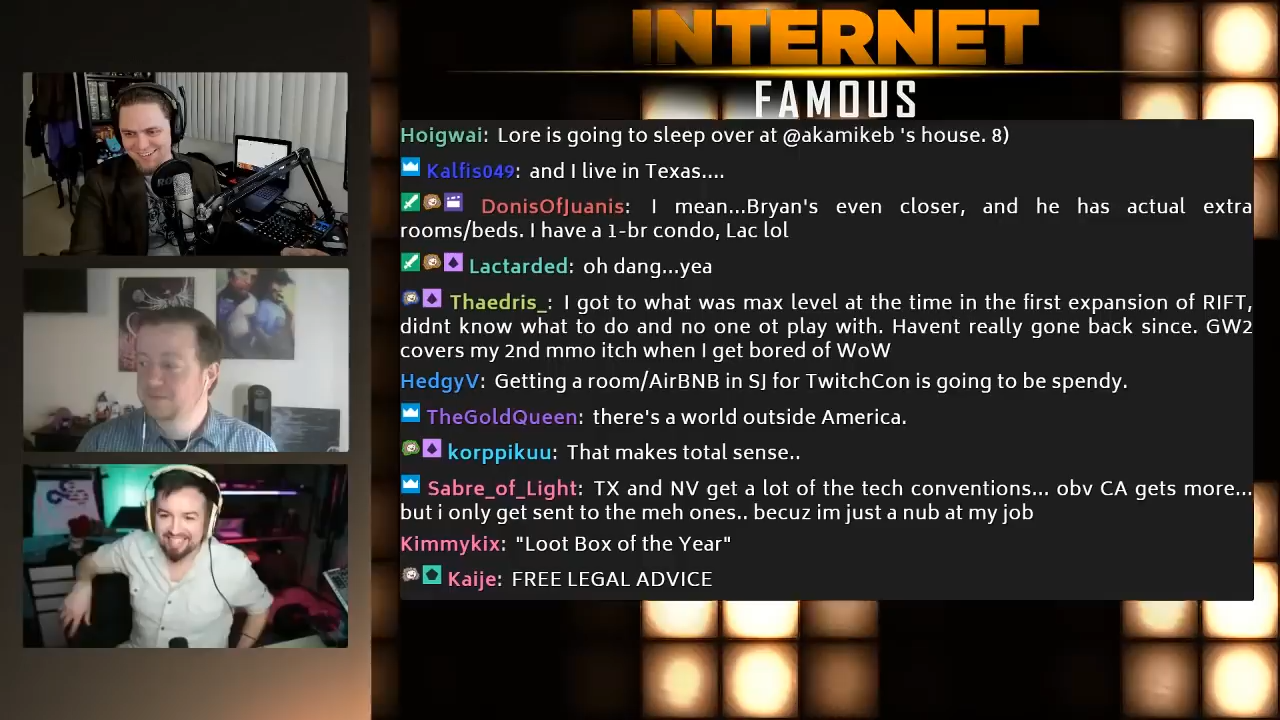 INTERNET
FAMOUS
Hoigwai: Lore is going to sleep over at @akamikeb 's house. 8)
Kalfis049: and I live in Texas....
DonisOfJuanis: I mean...Bryan's even closer, and he has actual extra
rooms/beds. I have a 1-br condo, Lac lol
Lactarded: oh dang...yea
Thaedris_: I got to what was max level at the time in the first expansion of RIFT,
didnt know what to do and no one ot play with. Havent really gone back since. GW2
covers my 2nd mmo itch when I get bored of WoW
HedgyV: Getting a room/AirBNB in SJ for TwitchCon is going to be spendy.
TheGoldQueen: there's a world outside America.
korppikuu: That makes total sense..
Sabre_of_Light: TX and NV get a lot of the tech conventions... obv CA gets more...
but i only get sent to the meh ones.. becuz im just a nub at my job
Kimmykix: "Loot Box of the Year"
Kaije: FREE LEGAL ADVICE